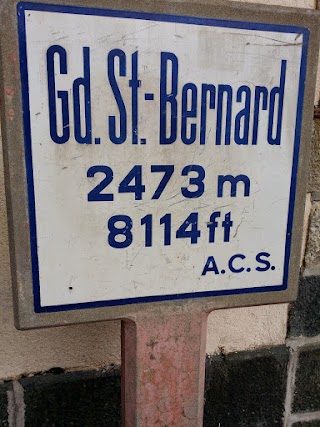 Gd. St.-Bernard
2473 m
8114 ft
A.C.S.